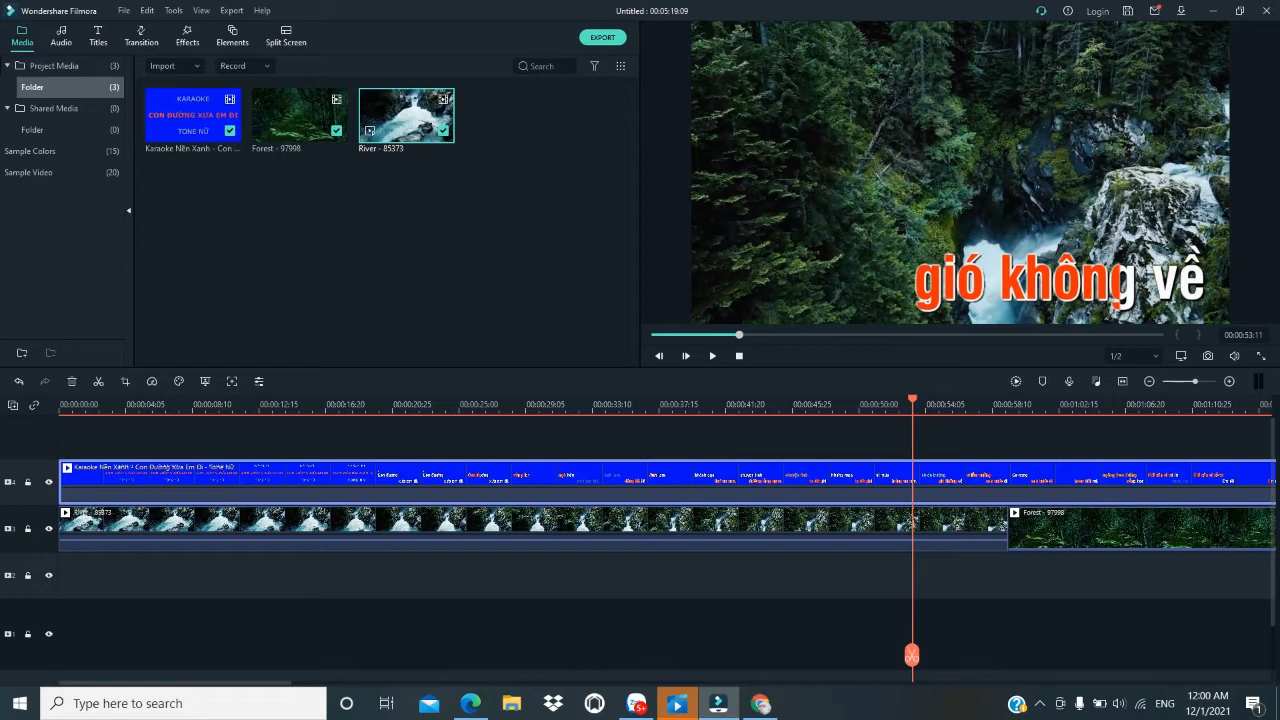 Wondershare Filmora
File Edit Tools View Export Help
Untitled : 00:05:19:09
Login
Media Audio Titles Transition Effects Elements Split Screen
EXPORT
Project Media (3)
Import Record
Search
Folder (3)
Shared Media (0)
Folder (0)
Sample Colors (15)
Sample Video (20)
KARAOKE
CON ĐƯỜNG XƯA EM ĐI
TONE NỮ
Karaoke Nền Xanh - Con ...
Forest - 97998
River - 85373
gió không về
00:00:53:11
1/2
00:00:00:00 00:00:04:05 00:00:08:10 00:00:12:15 00:00:16:20 00:00:20:25 00:00:25:00 00:00:29:05 00:00:33:10 00:00:37:15 00:00:41:20 00:00:45:25 00:00:50:00 00:00:54:05 00:00:58:10 00:01:02:15 00:01:06:20 00:01:10:25
Karaoke Nền Xanh - Con Đường Xưa Em Đi - Tone Nữ
4
River - 85373
Forest - 97998
3
2
1
Type here to search
5+
ENG
12:00 AM
12/1/2021
1